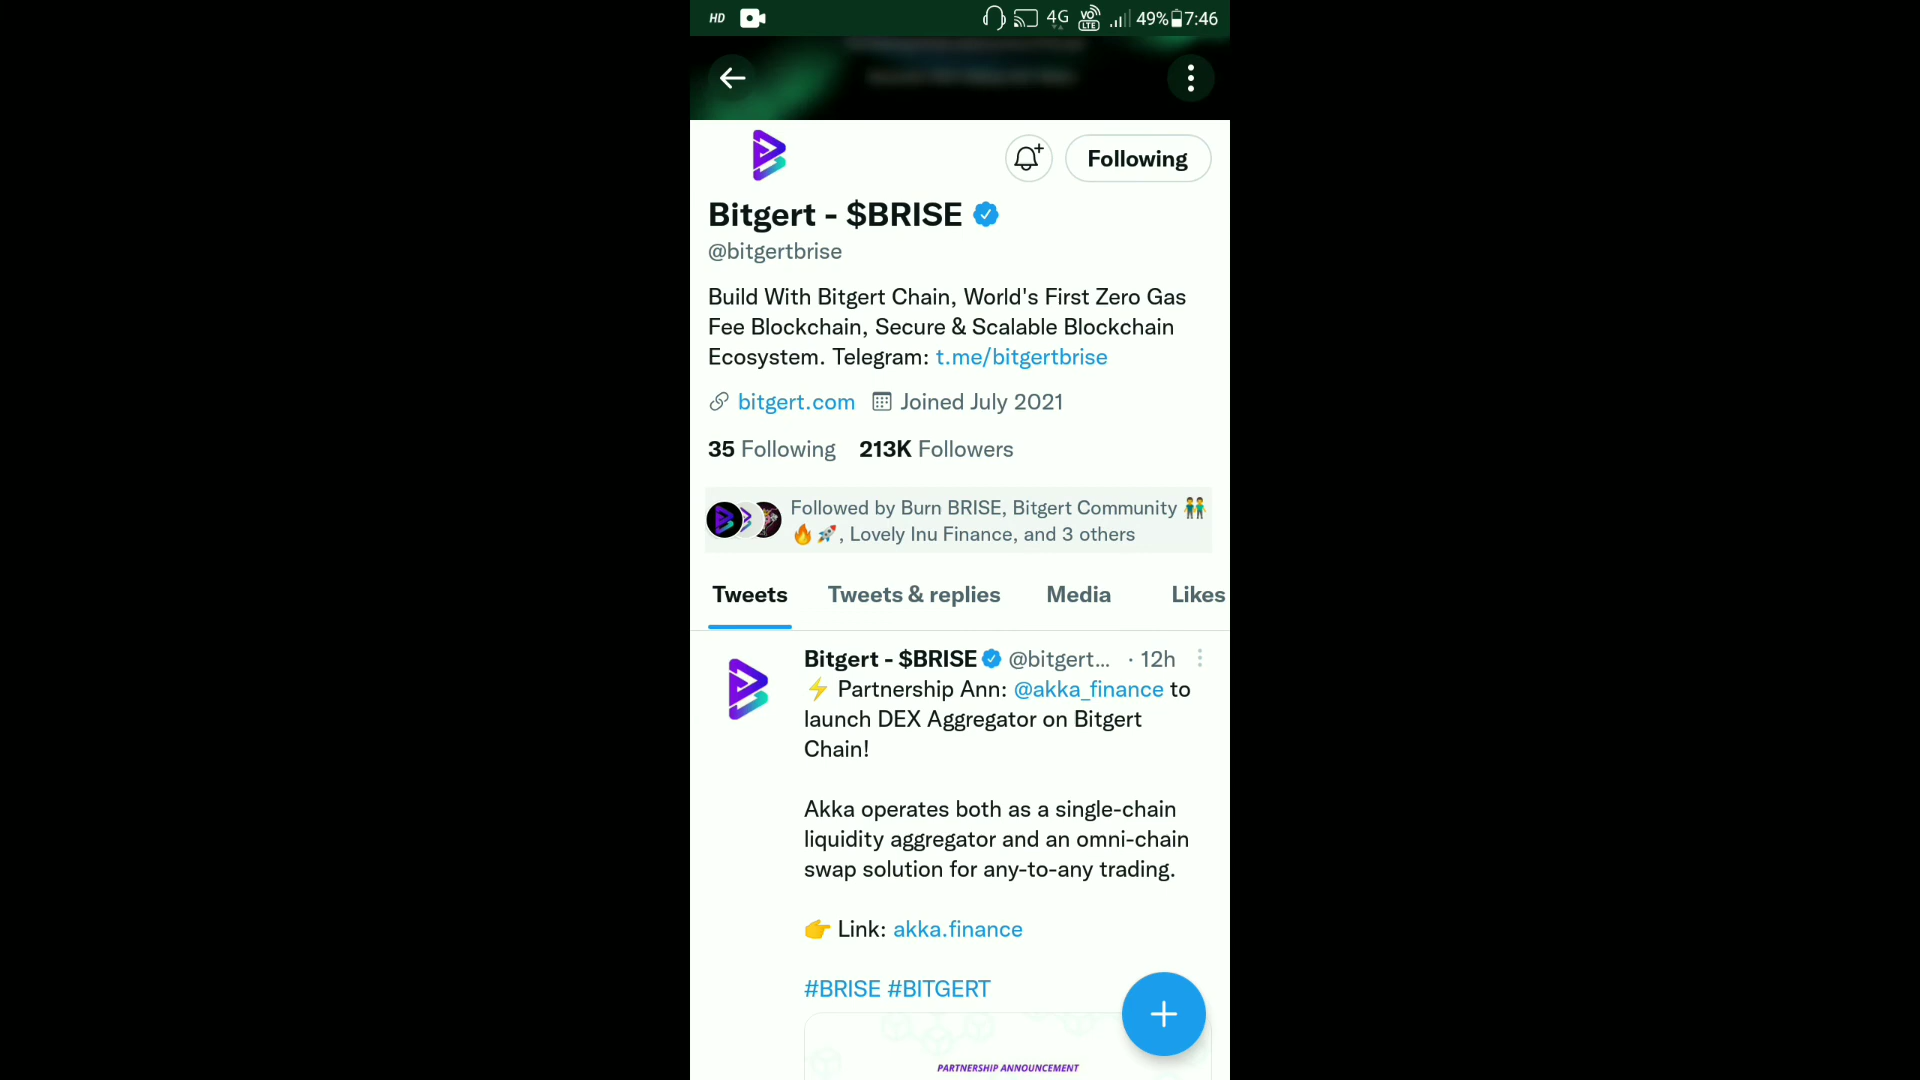 HD 4G VO LTE 49% 7:46
Following
Bitgert - $BRISE
@bitgertbrise
Build With Bitgert Chain, World's First Zero Gas
Fee Blockchain, Secure & Scalable Blockchain
Ecosystem. Telegram: t.me/bitgertbrise
bitgert.com Joined July 2021
35 Following 213K Followers
Followed by Burn BRISE, Bitgert Community 👬
🔥🚀, Lovely Inu Finance, and 3 others
Tweets Tweets & replies Media Likes
Bitgert - $BRISE @bitgert... · 12h
⚡ Partnership Ann: @akka_finance to
launch DEX Aggregator on Bitgert
Chain!
Akka operates both as a single-chain
liquidity aggregator and an omni-chain
swap solution for any-to-any trading.
👉 Link: akka.finance
#BRISE #BITGERT
PARTNERSHIP ANNOUNCEMENT